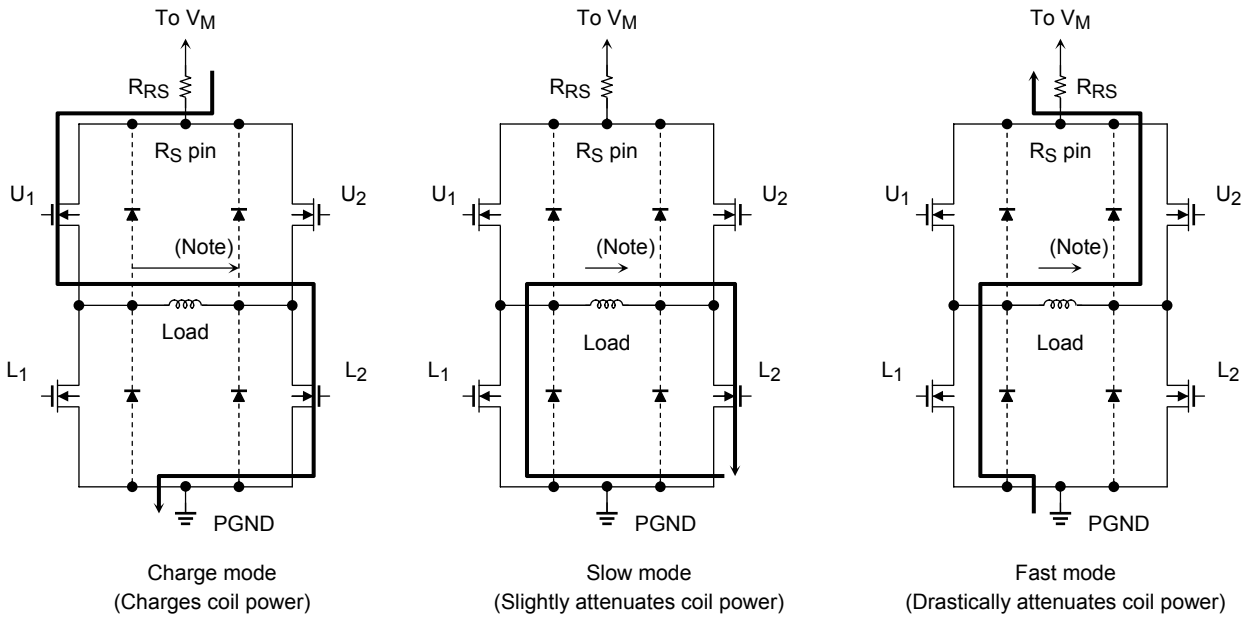 To VM
RRS
RS pin
U1
U2
(Note)
Load
L1
L2
PGND
Charge mode
(Charges coil power)
To VM
RRS
RS pin
U1
U2
(Note)
Load
L1
L2
PGND
Slow mode
(Slightly attenuates coil power)
To VM
RRS
RS pin
U1
U2
(Note)
Load
L1
L2
PGND
Fast mode
(Drastically attenuates coil power)